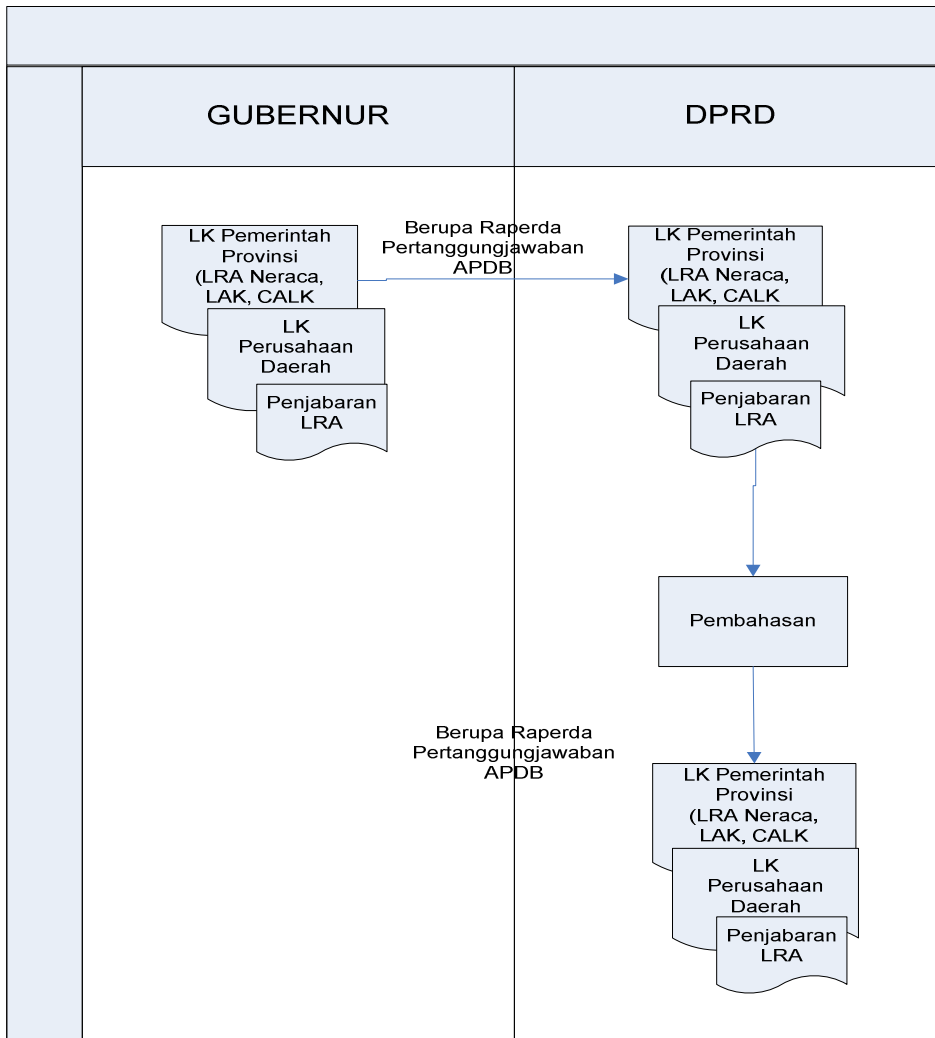 GUBERNUR
DPRD
LK Pemerintah
Provinsi
(LRA Neraca,
LAK, CALK
LK
Perusahaan
Daerah
Penjabaran
LRA
Berupa Raperda
Pertanggungjawaban
APDB
LK Pemerintah
Provinsi
(LRA Neraca,
LAK, CALK
LK
Perusahaan
Daerah
Penjabaran
LRA
Pembahasan
Berupa Raperda
Pertanggungjawaban
APDB
LK Pemerintah
Provinsi
(LRA Neraca,
LAK, CALK
LK
Perusahaan
Daerah
Penjabaran
LRA